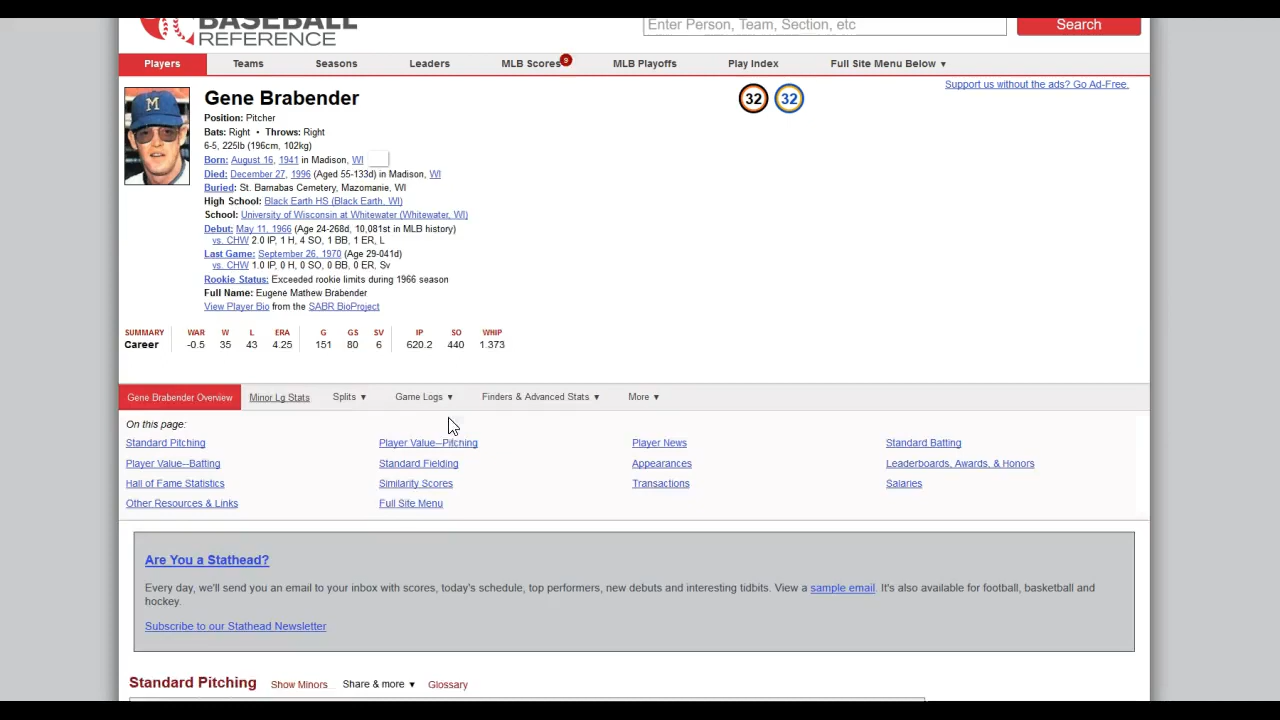 BASEBALL
REFERENCE
Enter Person, Team, Section, etc
Search
Players Teams Seasons Leaders MLB Scores 9 MLB Playoffs Play Index Full Site Menu Below ▼
Support us without the ads? Go Ad-Free.
M
Gene Brabender
32 32
Position: Pitcher
Bats: Right • Throws: Right
6-5, 225lb (196cm, 102kg)
Born: August 16, 1941 in Madison, WI
Died: December 27, 1996 (Aged 55-133d) in Madison, WI
Buried: St. Barnabas Cemetery, Mazomanie, WI
High School: Black Earth HS (Black Earth, WI)
School: University of Wisconsin at Whitewater (Whitewater, WI)
Debut: May 11, 1966 (Age 24-268d, 10,081st in MLB history)
vs. CHW 2.0 IP, 1 H, 4 SO, 1 BB, 1 ER, L
Last Game: September 26, 1970 (Age 29-041d)
vs. CHW 1.0 IP, 0 H, 0 SO, 0 BB, 0 ER, Sv
Rookie Status: Exceeded rookie limits during 1966 season
Full Name: Eugene Mathew Brabender
View Player Bio from the SABR BioProject
SUMMARY WAR W L ERA G GS SV IP SO WHIP
Career -0.5 35 43 4.25 151 80 6 620.2 440 1.373
Gene Brabender Overview Minor Lg Stats Splits ▼ Game Logs ▼ Finders & Advanced Stats ▼ More ▼
On this page:
Standard Pitching Player Value--Pitching Player News Standard Batting
Player Value--Batting Standard Fielding Appearances Leaderboards, Awards, & Honors
Hall of Fame Statistics Similarity Scores Transactions Salaries
Other Resources & Links Full Site Menu
Are You a Stathead?
Every day, we'll send you an email to your inbox with scores, today's schedule, top performers, new debuts and interesting tidbits. View a sample email. It's also available for football, basketball and
hockey.
Subscribe to our Stathead Newsletter
Standard Pitching Show Minors Share & more ▼ Glossary